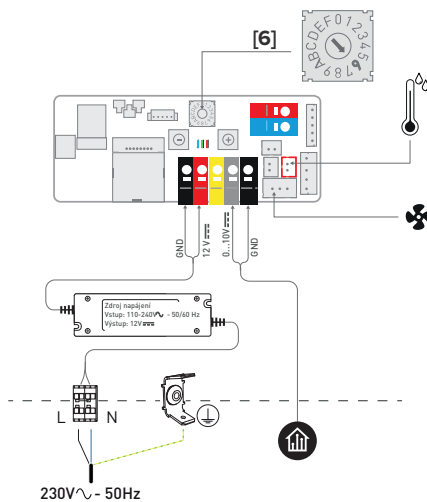 [6]
0123456789ABCDEF
GND
12 V
0...10V
GND
Zdroj napájení
Vstup: 110-240V - 50/60 Hz
Výstup: 12V
L
N
230V - 50Hz